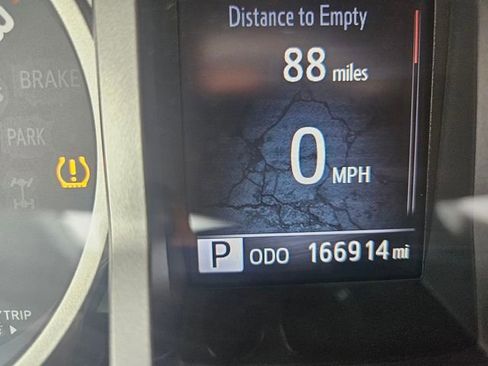 Distance to Empty
88 miles
BRAKE
PARK
0 MPH
P ODO 166914 mi
TRIP